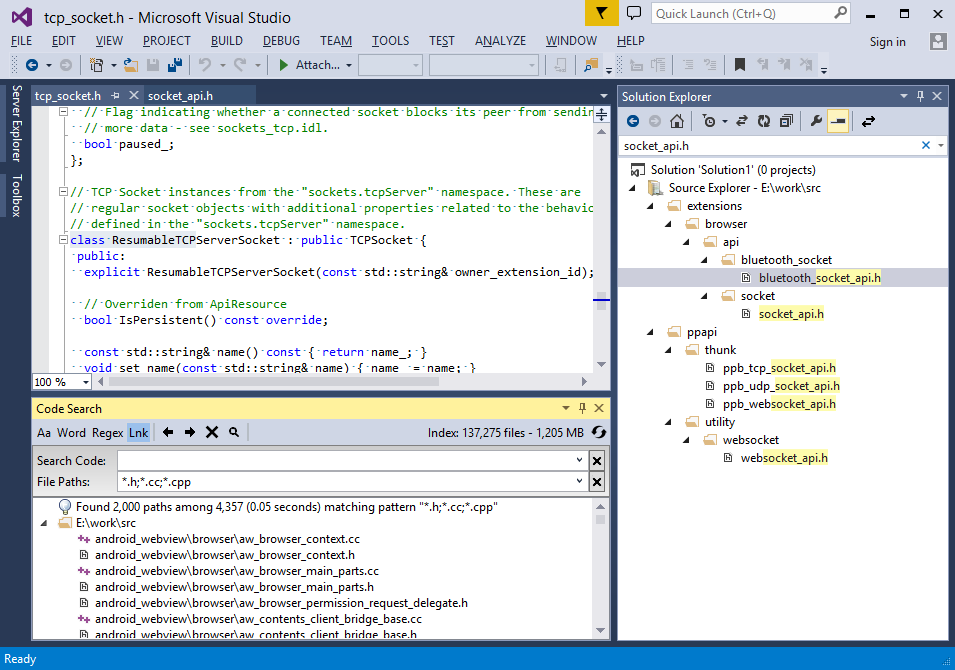 tcp_socket.h - Microsoft Visual Studio
Quick Launch (Ctrl+Q)
FILE EDIT VIEW PROJECT BUILD DEBUG TEAM TOOLS TEST ANALYZE WINDOW HELP
Sign in
Attach...
Server Explorer
Toolbox
tcp_socket.h socket_api.h
// Flag indicating whether a connected socket blocks its peer from sendin
// more data - see sockets_tcp.idl.
bool paused_;
};
// TCP Socket instances from the "sockets.tcpServer" namespace. These are
// regular socket objects with additional properties related to the behavio
// defined in the "sockets.tcpServer" namespace.
class ResumableTCPServerSocket : public TCPSocket {
public:
explicit ResumableTCPServerSocket(const std::string& owner_extension_id);
// Overriden from ApiResource
bool IsPersistent() const override;
const std::string& name() const { return name_; }
void set_name(const std::string& name) { name_ = name; }
100 %
Code Search
Aa Word Regex Lnk
Index: 137,275 files - 1,205 MB
Search Code:
File Paths: *.h;*.cc;*.cpp
Found 2,000 paths among 4,357 (0.05 seconds) matching pattern "*.h;*.cc;*.cpp"
E:\work\src
android_webview\browser\aw_browser_context.cc
android_webview\browser\aw_browser_context.h
android_webview\browser\aw_browser_main_parts.cc
android_webview\browser\aw_browser_main_parts.h
android_webview\browser\aw_browser_permission_request_delegate.h
android_webview\browser\aw_contents_client_bridge_base.cc
android_webview\browser\aw_contents_client_bridge_base.h
Solution Explorer
socket_api.h
Solution 'Solution1' (0 projects)
Source Explorer - E:\work\src
extensions
browser
api
bluetooth_socket
bluetooth_socket_api.h
socket
socket_api.h
ppapi
thunk
ppb_tcp_socket_api.h
ppb_udp_socket_api.h
ppb_websocket_api.h
utility
websocket
websocket_api.h
Ready